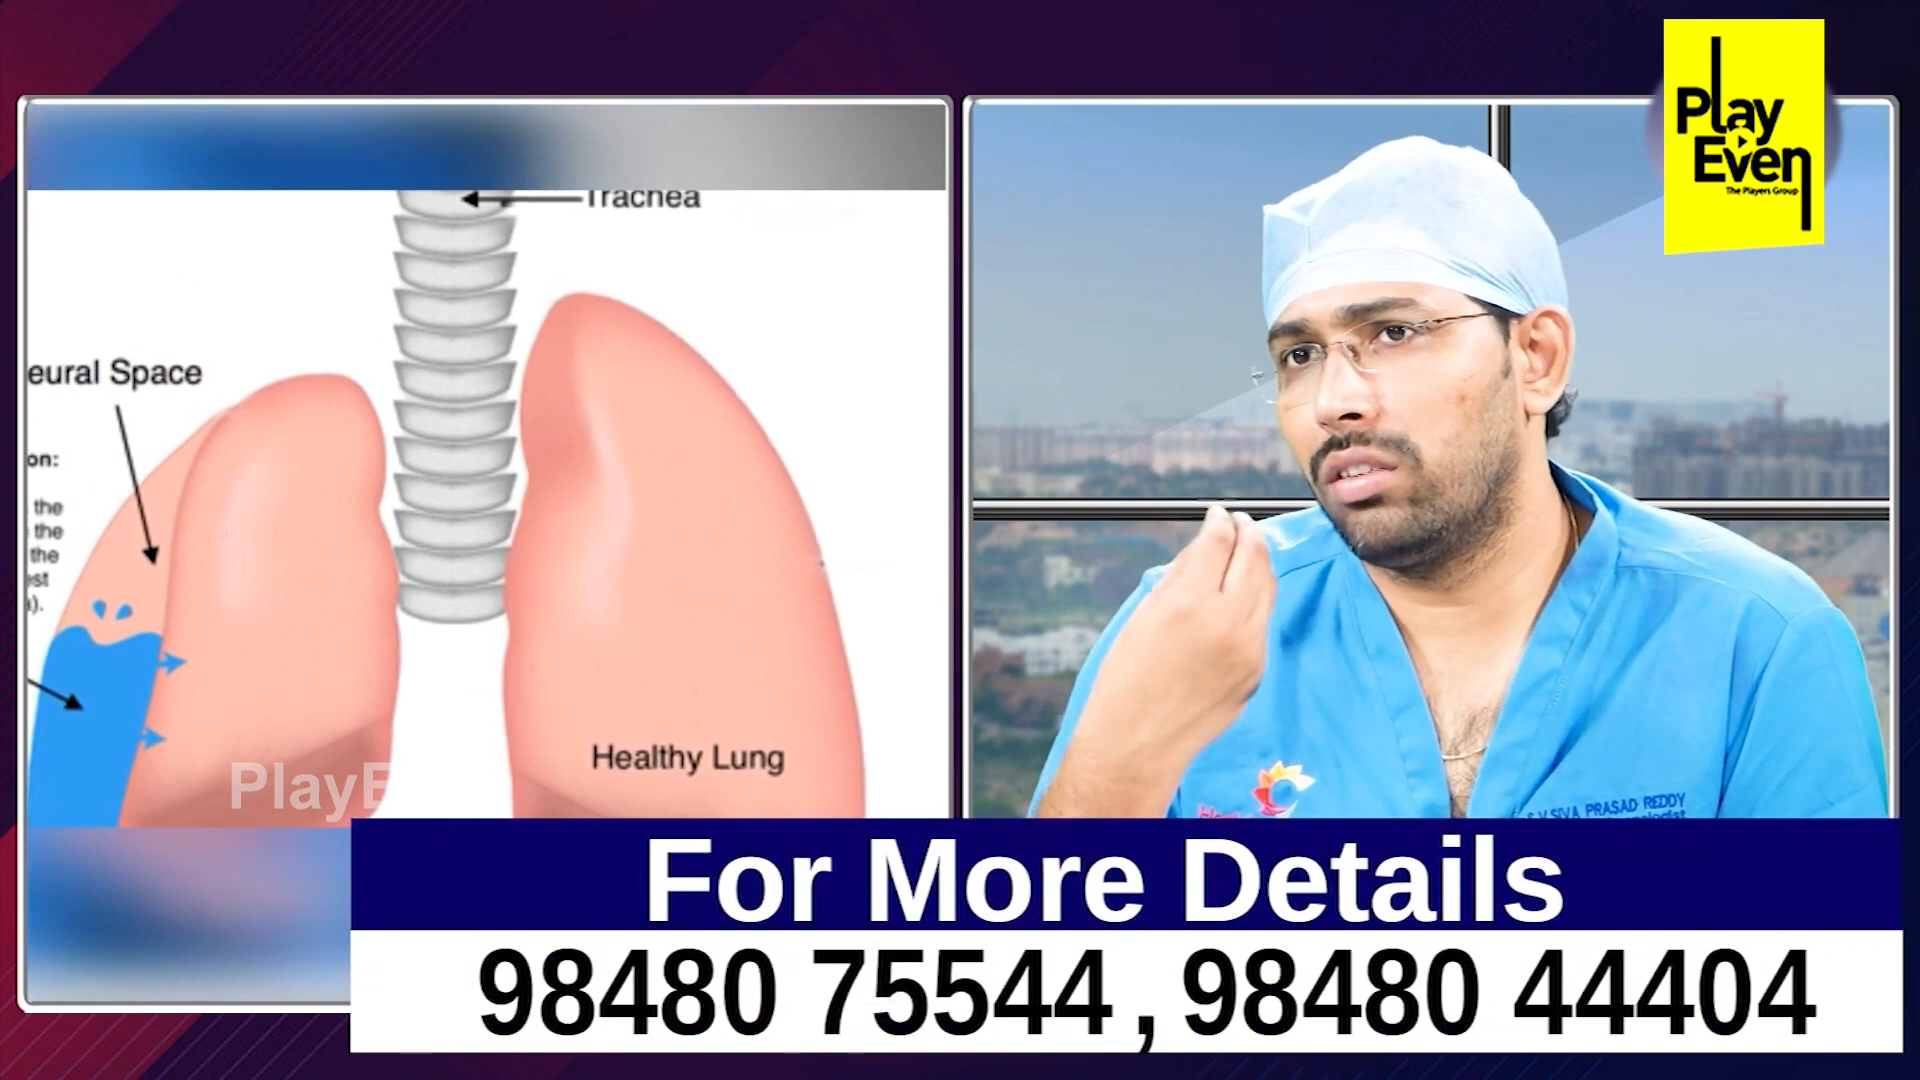 Play
Even
The Players Group
Trachea
eural Space
on:
the
the
the
est
).
Healthy Lung
PlayE
S.V.SIVA PRASAD REDDY
For More Details
98480 75544 , 98480 44404